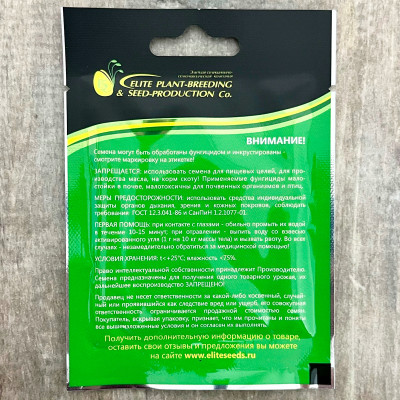 Элитная селекционно-
семеноводческая компания
ELITE PLANT-BREEDING
& SEED-PRODUCTION Co.
ВНИМАНИЕ!
Семена могут быть обработаны фунгицидом и инкрустированы -
смотрите маркировку на этикетке!
ЗАПРЕЩАЕТСЯ: использовать семена для пищевых целей, для про-
изводства масла, на корм скоту! Применяемые фунгициды мало-
стойки в почве, малотоксичны для почвенных организмов и птиц.
МЕРЫ ПРЕДОСТОРОЖНОСТИ: использовать средства индивидуальной
защиты органов дыхания, зрения и кожных покровов, соблюдать
требования ГОСТ 12.3.041-86 и СанПиН 1.2.1077-01.
ПЕРВАЯ ПОМОЩЬ: при контакте с глазами - обильно промыть их водой
в течение 10-15 минут; при отравлении - выпить воду со взвесью
активированного угля (1 г на 10 кг массы тела) и вызвать рвоту. Во всех
случаях - незамедлительно обратиться за медицинской помощью!
УСЛОВИЯ ХРАНЕНИЯ: t<+25°С; влажность <75%.
Право интеллектуальной собственности принадлежит Производителю.
Семена предназначены для получения одного товарного урожая, их
дальнейшее воспроизводство ЗАПРЕЩЕНО!
Продавец не несет ответственности за какой-либо косвенный, случай-
ный или проявившийся как следствие вред или ущерб, его совокупная
ответственность ограничивается продажной стоимостью семян.
Покупатель, вскрывая упаковку, признает, что им прочитаны и поняты
все вышеизложенные условия и он согласен их выполнять.
Получить дополнительную информацию о товаре,
оставить свои отзывы и предложения вы можете
на сайте www.eliteseeds.ru